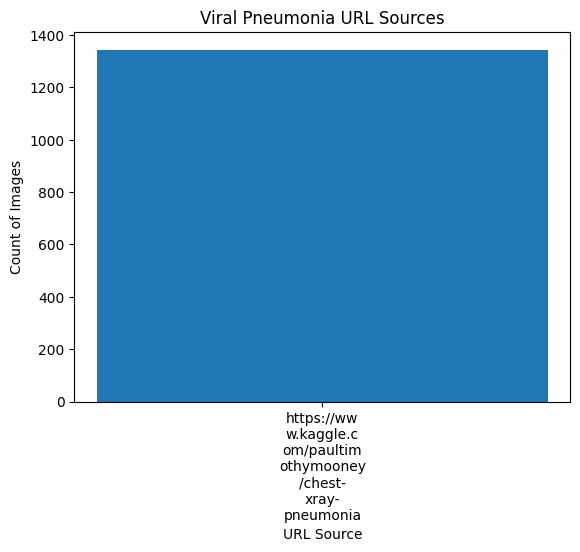 Viral Pneumonia URL Sources
Count of Images
1400
1200
1000
800
600
400
200
0
https://ww
w.kaggle.c
om/paultim
othymooney
/chest-
xray-
pneumonia
URL Source